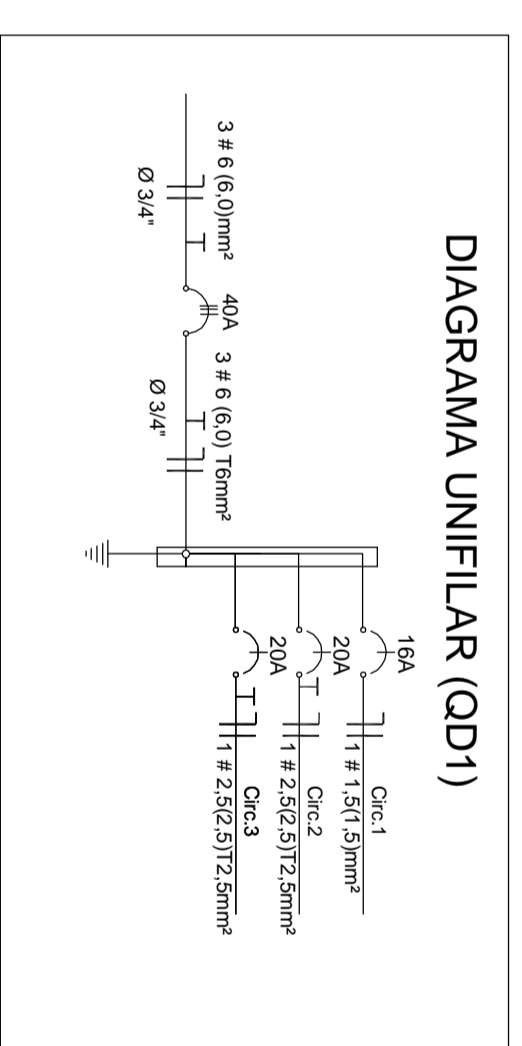 DIAGRAMA UNIFILAR (QD1)
3 # 6 (6,0)mm²
Ø 3/4"
40A
3 # 6 (6,0) T6mm²
Ø 3/4"
16A
Circ.1
1 # 1,5(1,5)mm²
20A
Circ.2
1 # 2,5(2,5)T2,5mm²
20A
Circ.3
1 # 2,5(2,5)T2,5mm²